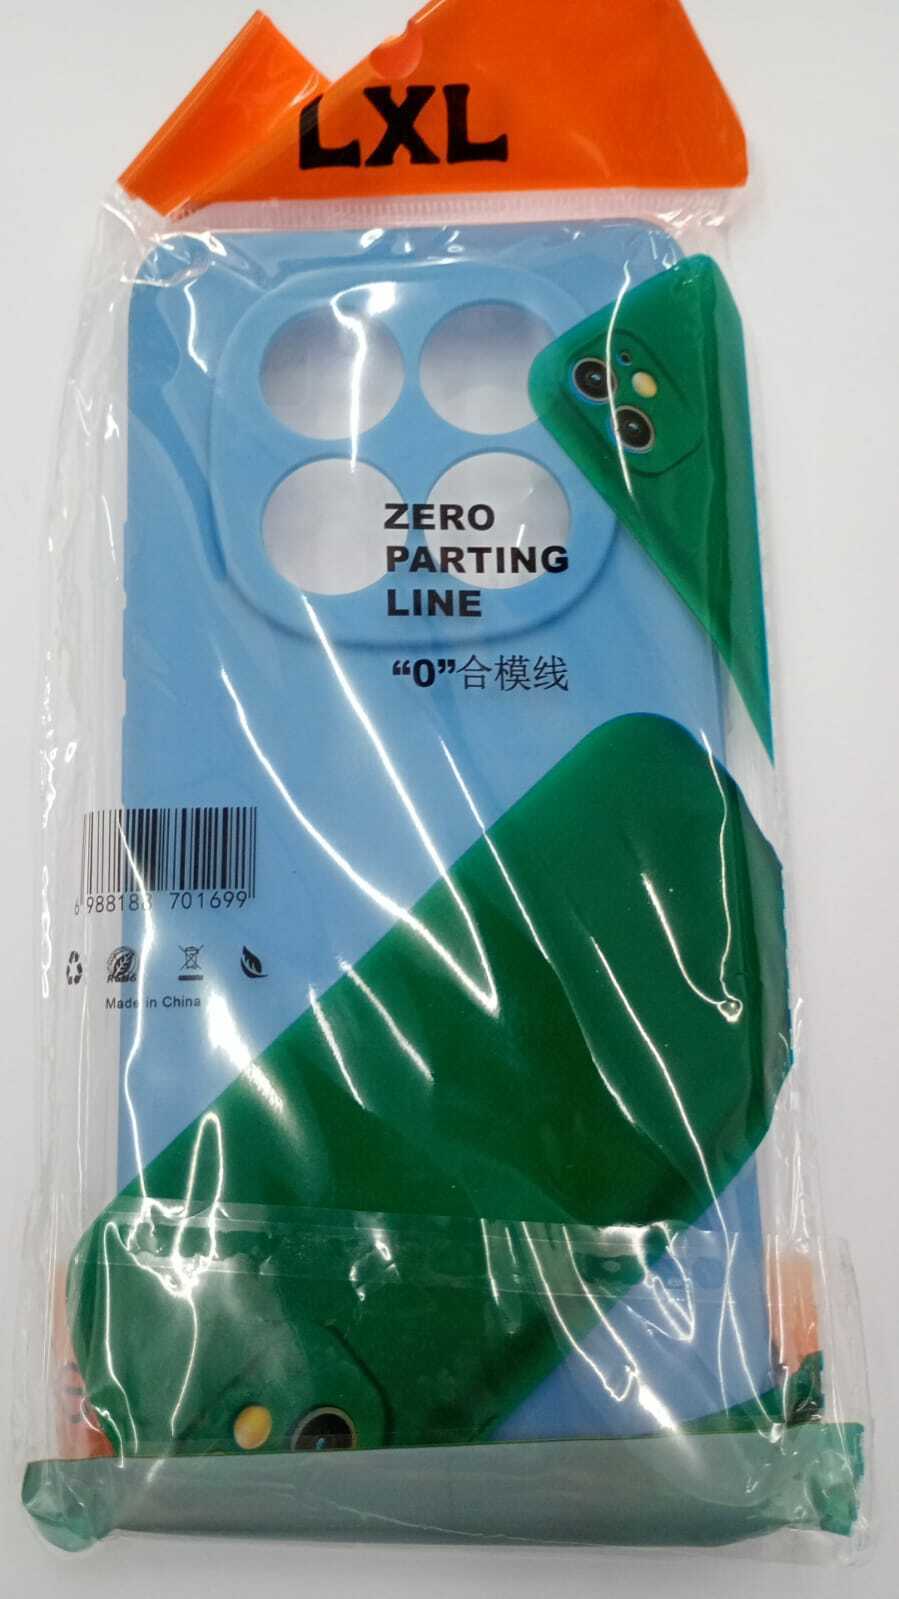 LXL
ZERO
PARTING
LINE
“0”合模线
6 988188 701699
Made in China